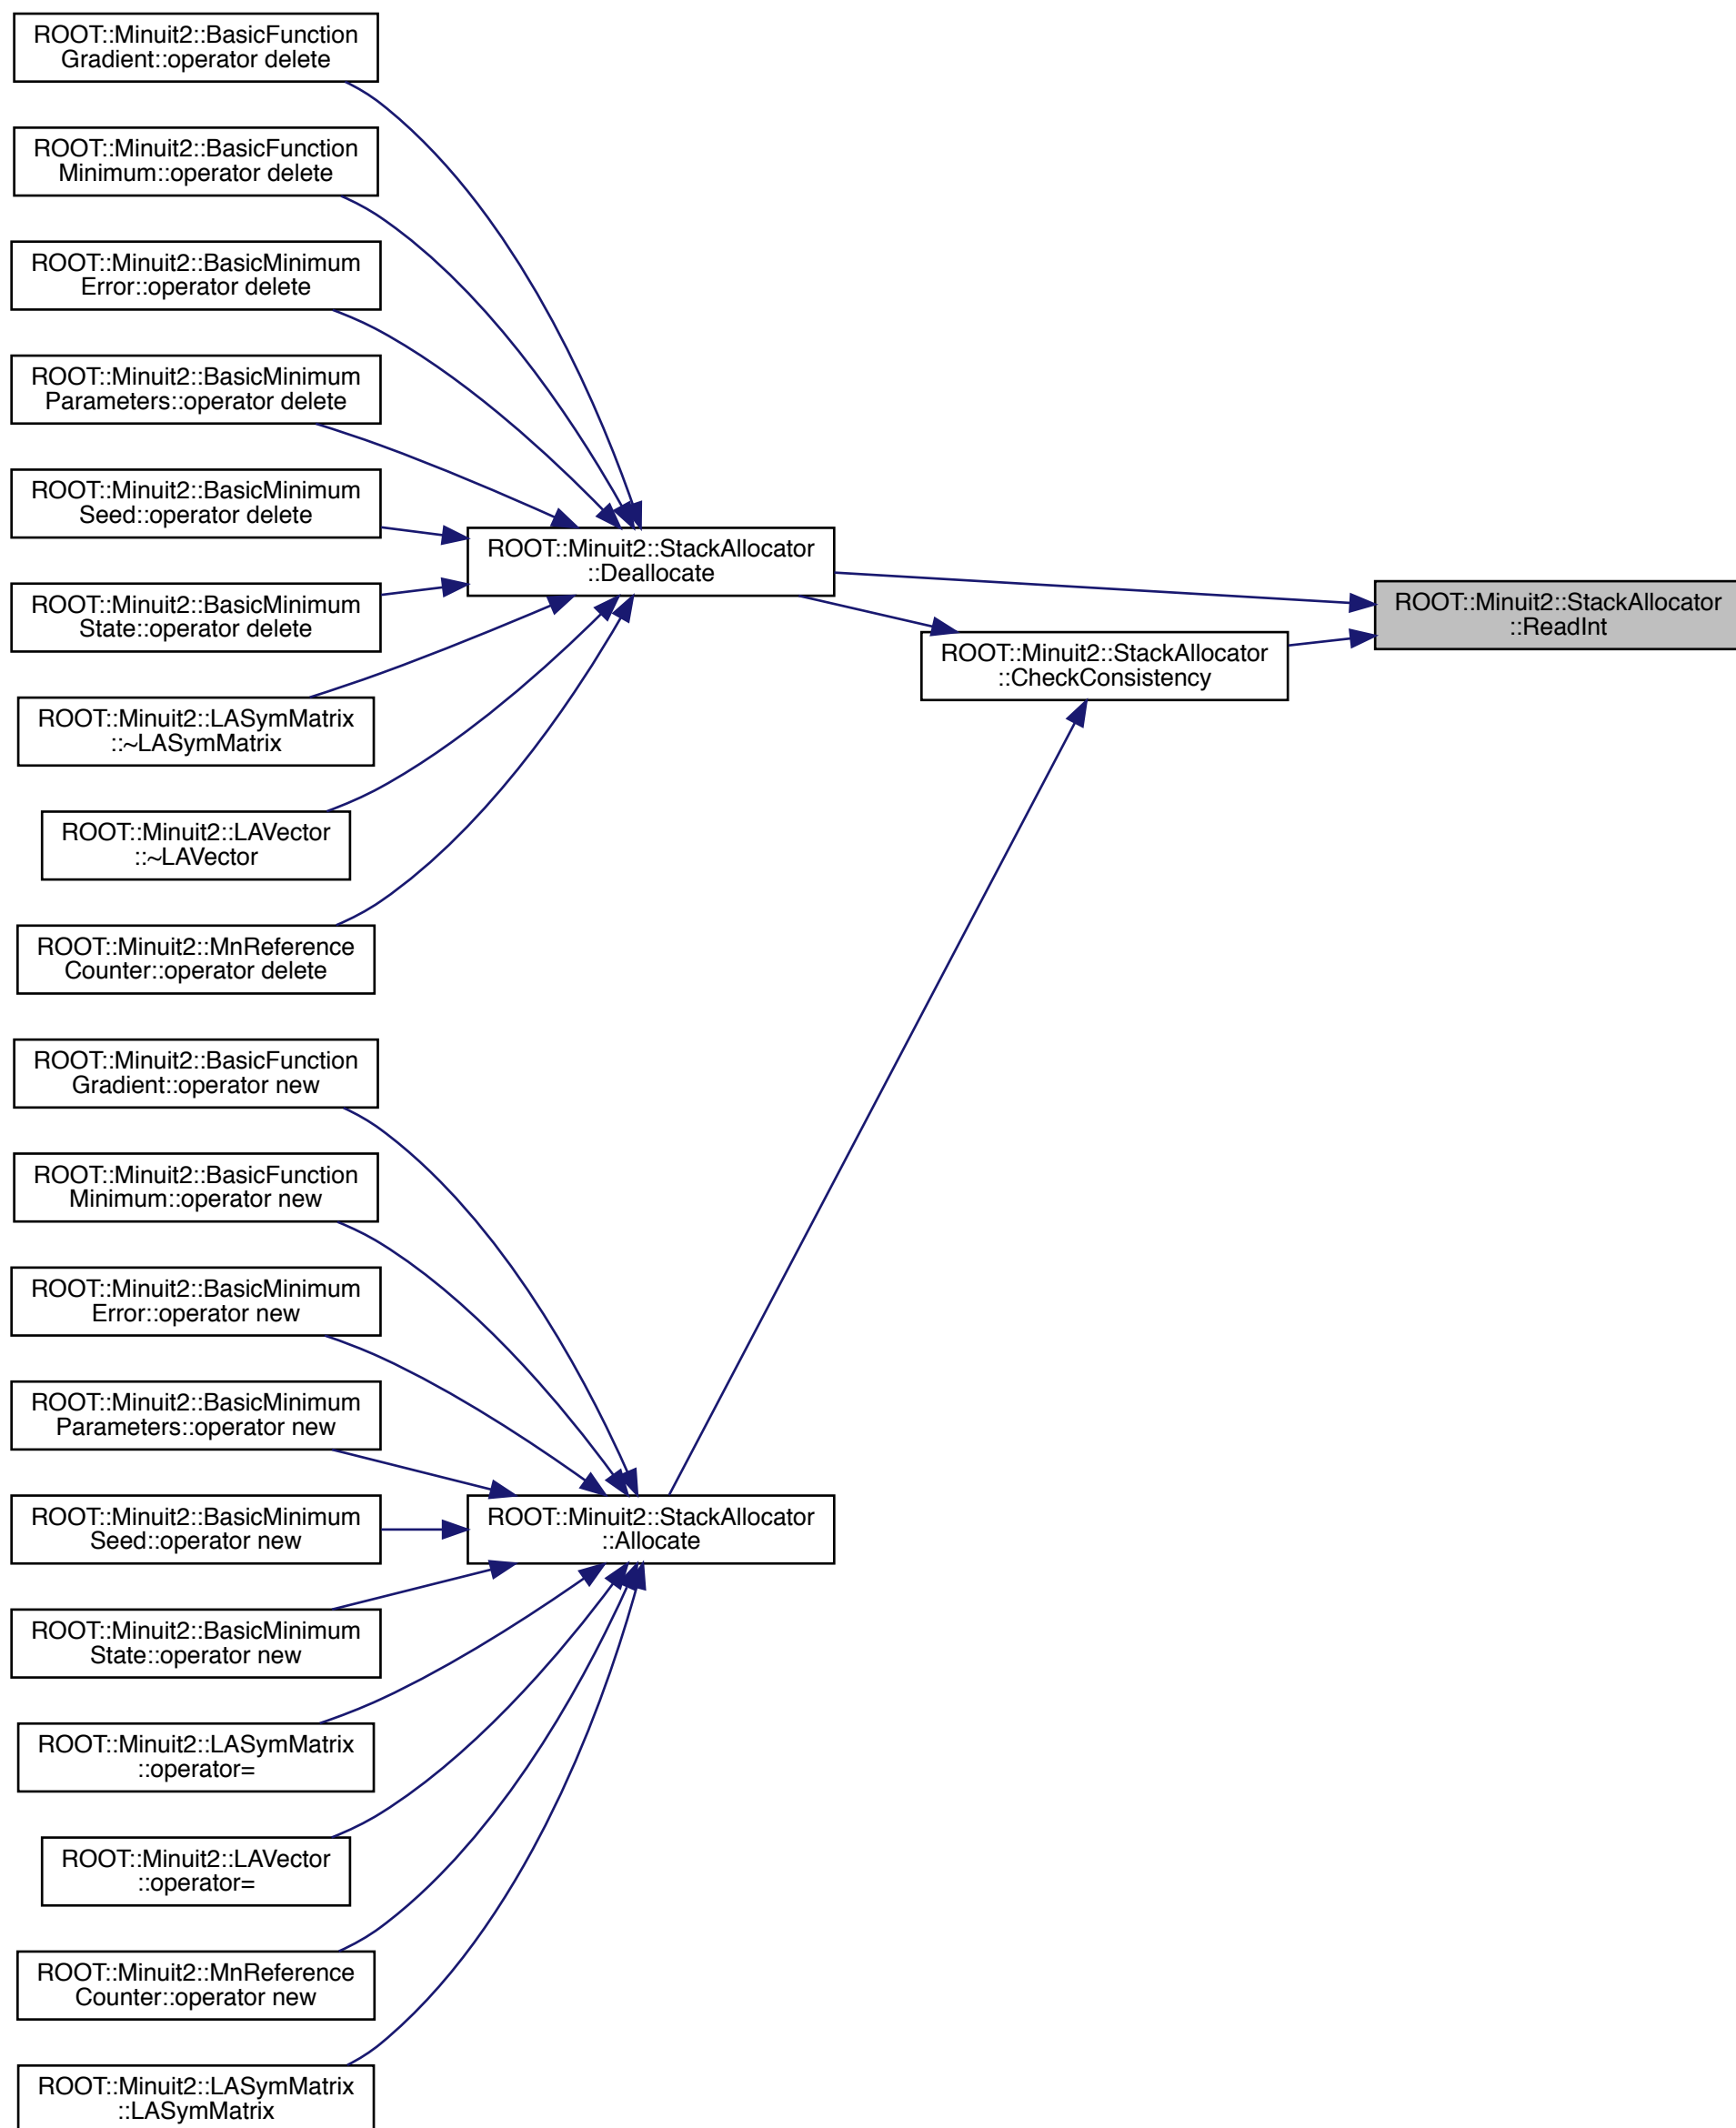 ROOT::Minuit2::BasicFunction
Gradient::operator delete
ROOT::Minuit2::BasicFunction
Minimum::operator delete
ROOT::Minuit2::BasicMinimum
Error::operator delete
ROOT::Minuit2::BasicMinimum
Parameters::operator delete
ROOT::Minuit2::BasicMinimum
Seed::operator delete
ROOT::Minuit2::BasicMinimum
State::operator delete
ROOT::Minuit2::LASymMatrix
::~LASymMatrix
ROOT::Minuit2::LAVector
::~LAVector
ROOT::Minuit2::MnReference
Counter::operator delete
ROOT::Minuit2::StackAllocator
::Deallocate
ROOT::Minuit2::StackAllocator
::CheckConsistency
ROOT::Minuit2::StackAllocator
::ReadInt
ROOT::Minuit2::BasicFunction
Gradient::operator new
ROOT::Minuit2::BasicFunction
Minimum::operator new
ROOT::Minuit2::BasicMinimum
Error::operator new
ROOT::Minuit2::BasicMinimum
Parameters::operator new
ROOT::Minuit2::BasicMinimum
Seed::operator new
ROOT::Minuit2::BasicMinimum
State::operator new
ROOT::Minuit2::LASymMatrix
::operator=
ROOT::Minuit2::LAVector
::operator=
ROOT::Minuit2::MnReference
Counter::operator new
ROOT::Minuit2::LASymMatrix
::LASymMatrix
ROOT::Minuit2::StackAllocator
::Allocate